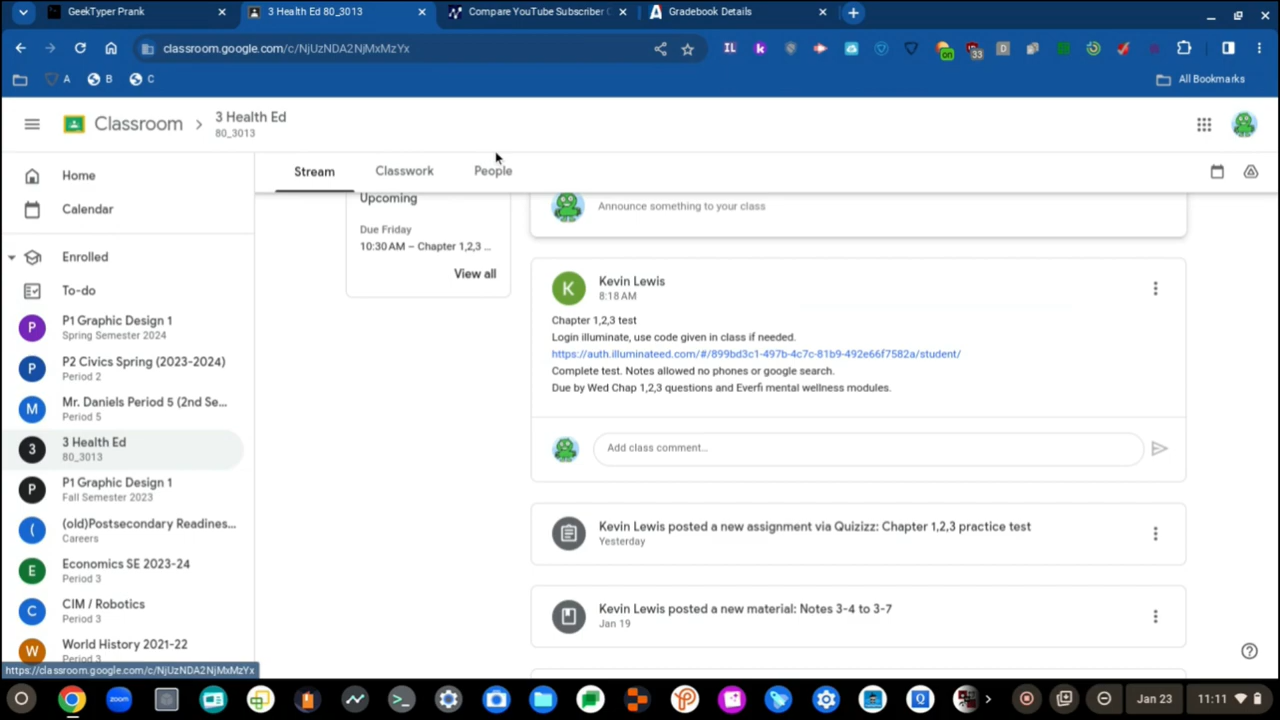 GeekTyper Prank
3 Health Ed 80_3013
Compare YouTube Subscriber C
Gradebook Details
classroom.google.com/c/NjUzNDA2NjMxMzYx
IL
k
on
33
D
A
B
C
All Bookmarks
Classroom
3 Health Ed
80_3013
Stream
Classwork
People
Home
Calendar
Enrolled
To-do
P
P1 Graphic Design 1
Spring Semester 2024
P
P2 Civics Spring (2023-2024)
Period 2
M
Mr. Daniels Period 5 (2nd Se...
Period 5
3
3 Health Ed
80_3013
P
P1 Graphic Design 1
Fall Semester 2023
(
(old)Postsecondary Readines...
Careers
E
Economics SE 2023-24
Period 3
C
CIM / Robotics
Period 3
W
World History 2021-22
Period 3
https://classroom.google.com/c/NjUzNDA2NjMxMzYx
Upcoming
Due Friday
10:30 AM – Chapter 1,2,3 ...
View all
Announce something to your class
K
Kevin Lewis
8:18 AM
Chapter 1,2,3 test
Login illuminate, use code given in class if needed.
https://auth.illuminateed.com/#/899bd3c1-497b-4c7c-81b9-492e66f7582a/student/
Complete test. Notes allowed no phones or google search.
Due by Wed Chap 1,2,3 questions and Everfi mental wellness modules.
Add class comment...
Kevin Lewis posted a new assignment via Quizizz: Chapter 1,2,3 practice test
Yesterday
Kevin Lewis posted a new material: Notes 3-4 to 3-7
Jan 19
zoom
Q
Jan 23
11:11